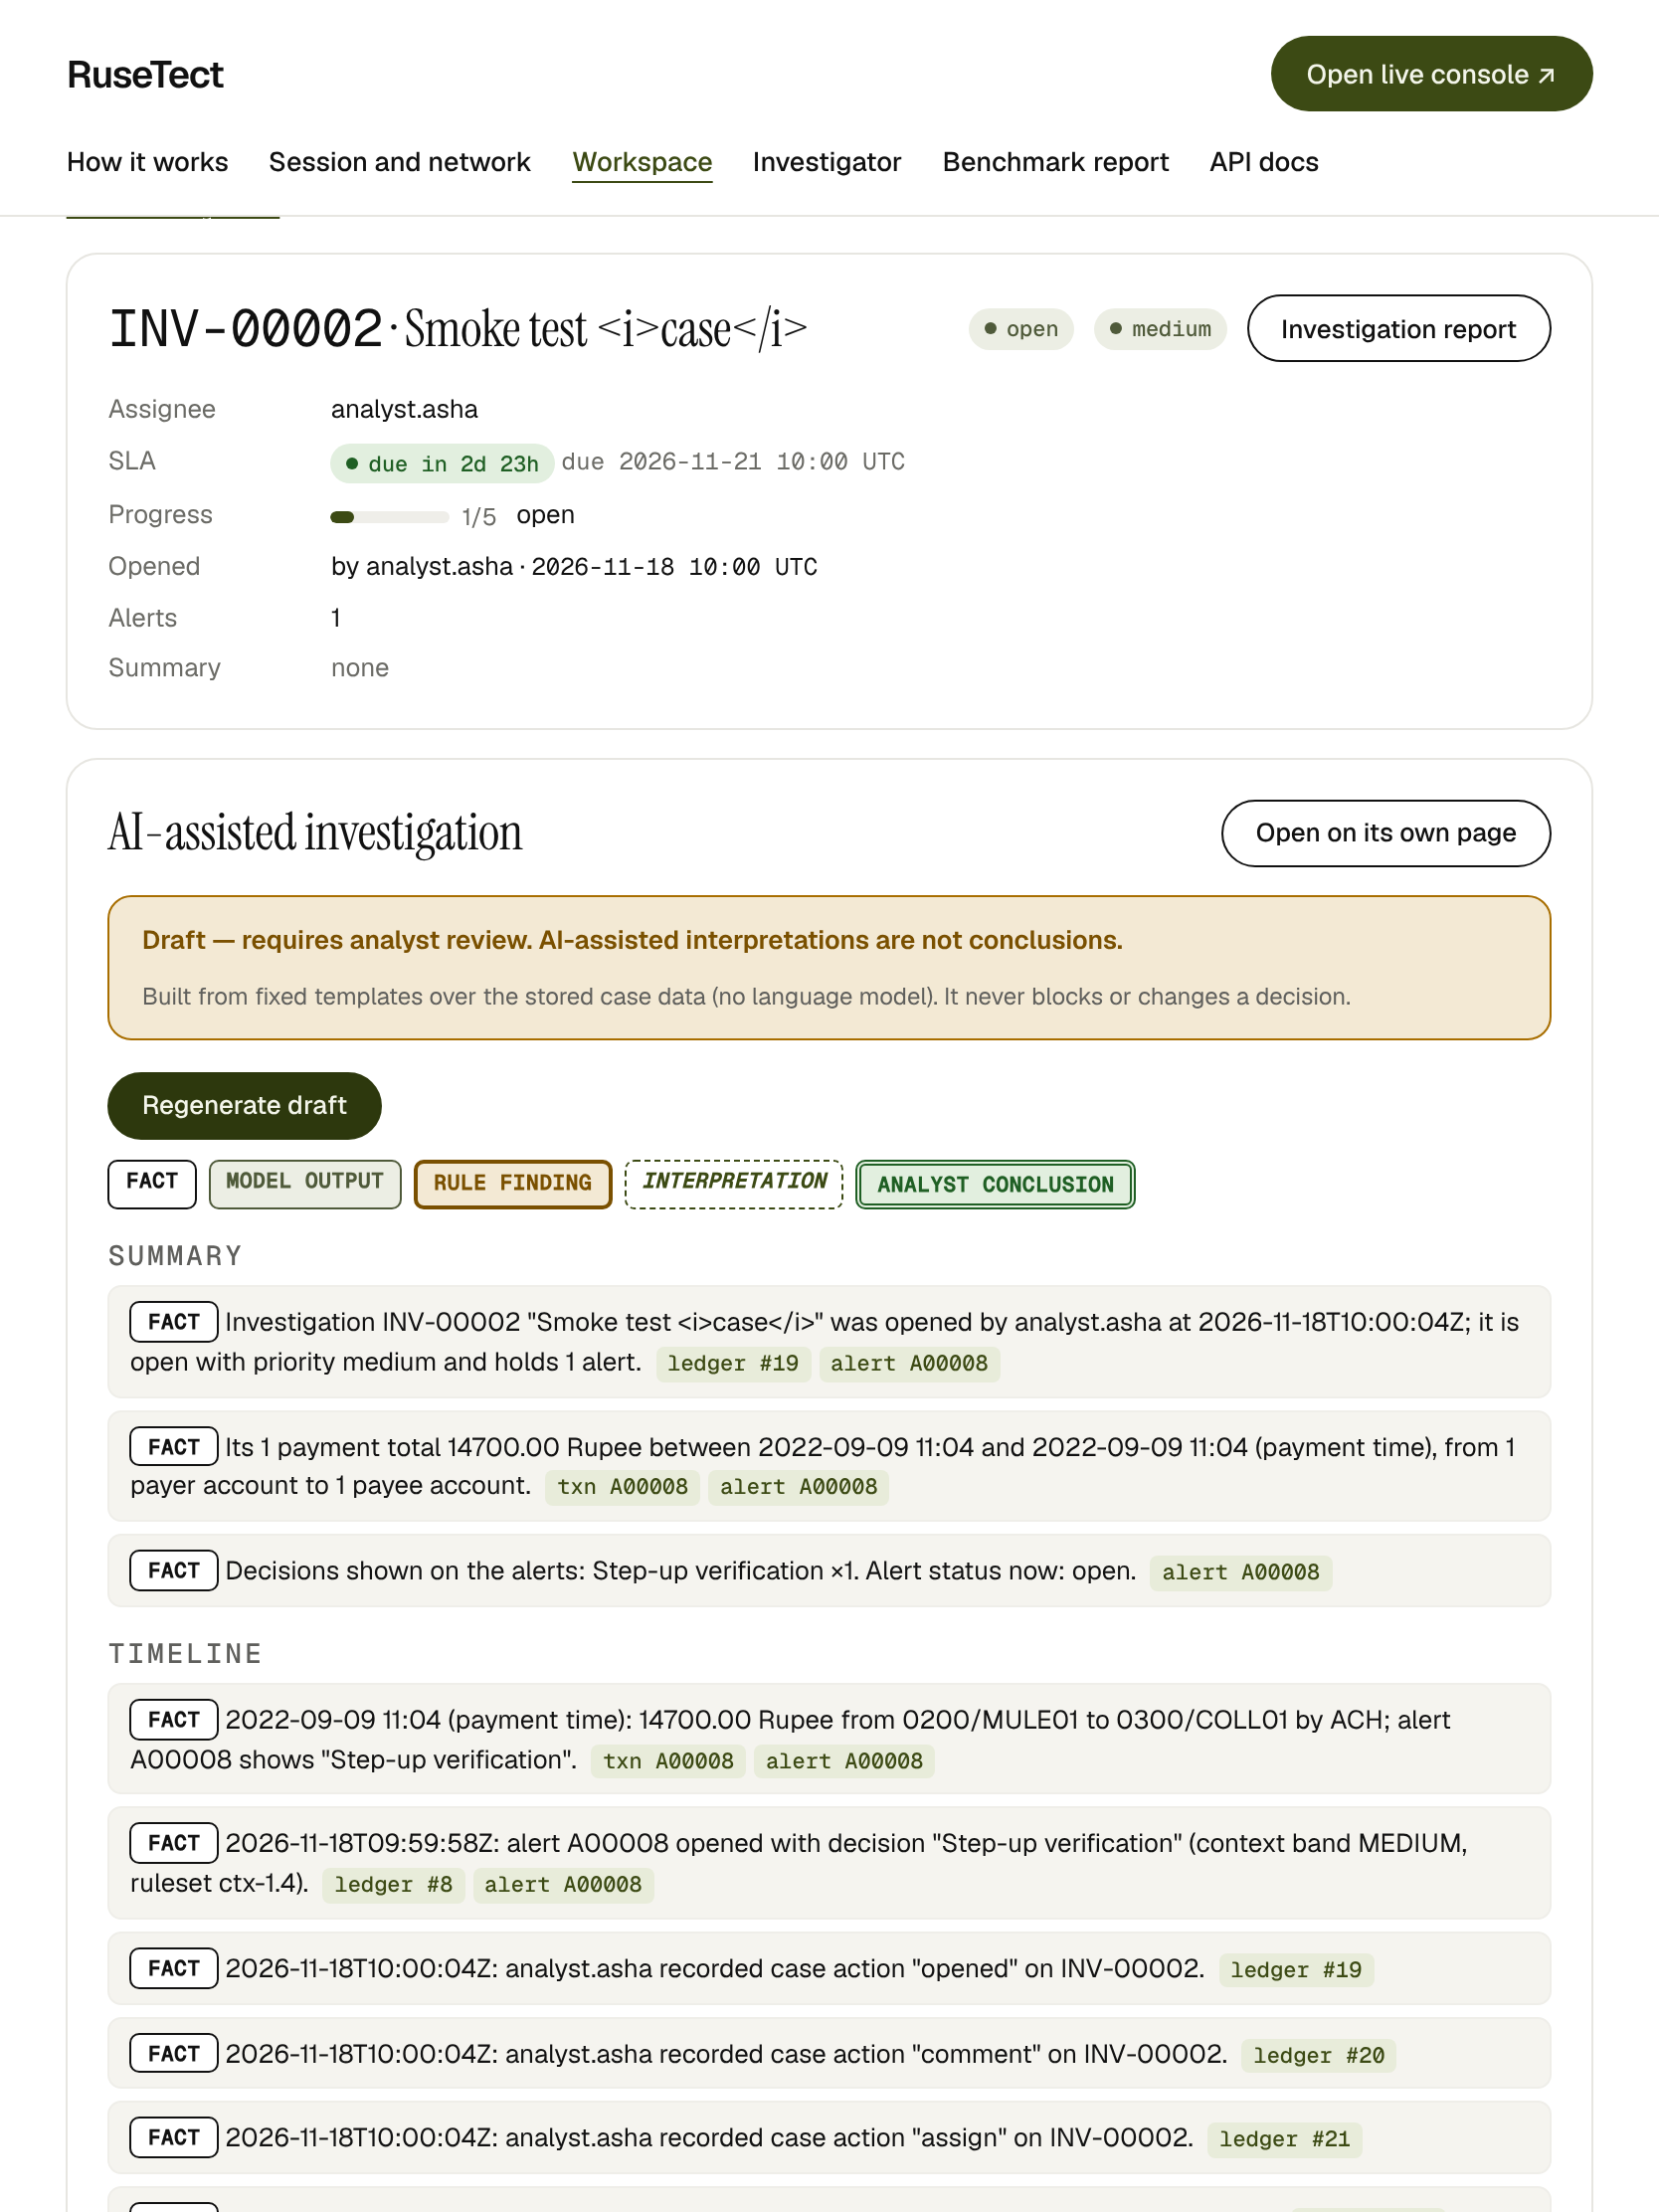 RuseTect
Open live console ↗
How it works Session and network Workspace Investigator Benchmark report API docs
INV-00002 · Smoke test <i>case</i>
open medium Investigation report
Assignee analyst.asha
SLA due in 2d 23h due 2026-11-21 10:00 UTC
Progress 1/5 open
Opened by analyst.asha · 2026-11-18 10:00 UTC
Alerts 1
Summary none
AI-assisted investigation
Open on its own page
Draft — requires analyst review. AI-assisted interpretations are not conclusions.
Built from fixed templates over the stored case data (no language model). It never blocks or changes a decision.
Regenerate draft
FACT MODEL OUTPUT RULE FINDING INTERPRETATION ANALYST CONCLUSION
SUMMARY
FACT Investigation INV-00002 "Smoke test <i>case</i>" was opened by analyst.asha at 2026-11-18T10:00:04Z; it is
open with priority medium and holds 1 alert. ledger #19 alert A00008
FACT Its 1 payment total 14700.00 Rupee between 2022-09-09 11:04 and 2022-09-09 11:04 (payment time), from 1
payer account to 1 payee account. txn A00008 alert A00008
FACT Decisions shown on the alerts: Step-up verification ×1. Alert status now: open. alert A00008
TIMELINE
FACT 2022-09-09 11:04 (payment time): 14700.00 Rupee from 0200/MULE01 to 0300/COLL01 by ACH; alert
A00008 shows "Step-up verification". txn A00008 alert A00008
FACT 2026-11-18T09:59:58Z: alert A00008 opened with decision "Step-up verification" (context band MEDIUM,
ruleset ctx-1.4). ledger #8 alert A00008
FACT 2026-11-18T10:00:04Z: analyst.asha recorded case action "opened" on INV-00002. ledger #19
FACT 2026-11-18T10:00:04Z: analyst.asha recorded case action "comment" on INV-00002. ledger #20
FACT 2026-11-18T10:00:04Z: analyst.asha recorded case action "assign" on INV-00002. ledger #21